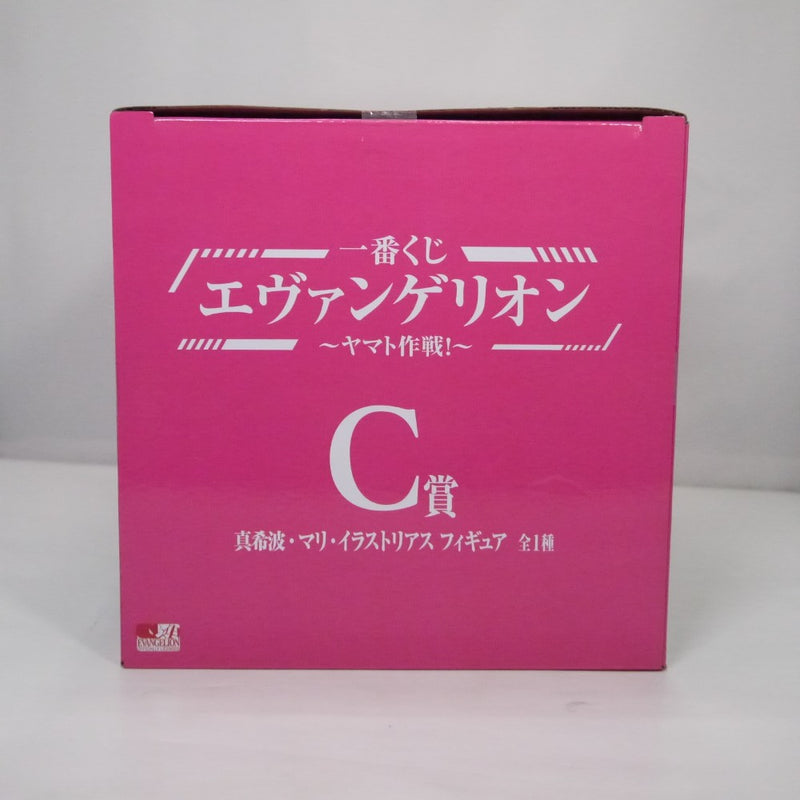 一番くじ
エヴァンゲリオン
～ヤマト作戦!～
C賞
真希波・マリ・イラストリアス フィギュア 全1種
EVANGELION